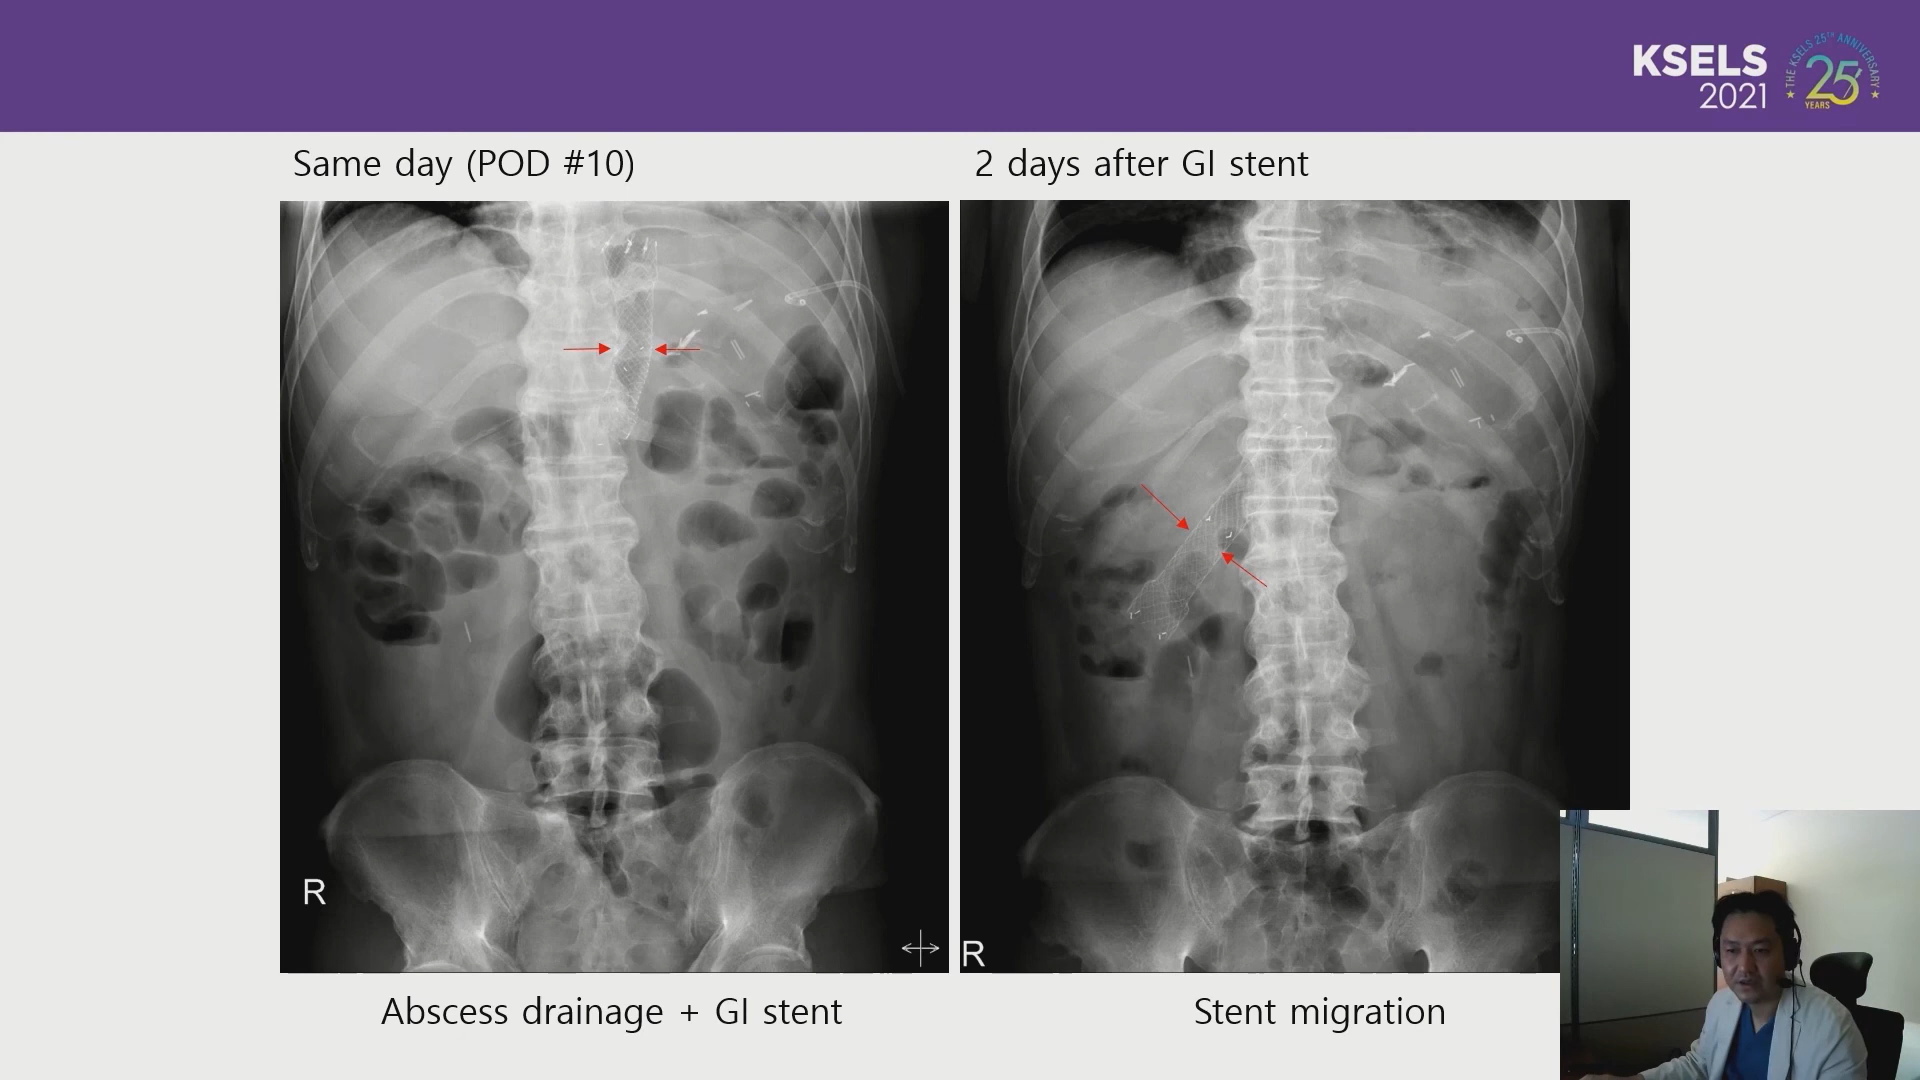 KSELS
2021
THE KSELS 25TH ANNIVERSARY
25
YEARS
Same day (POD #10)
2 days after GI stent
R
R
Abscess drainage + GI stent
Stent migration